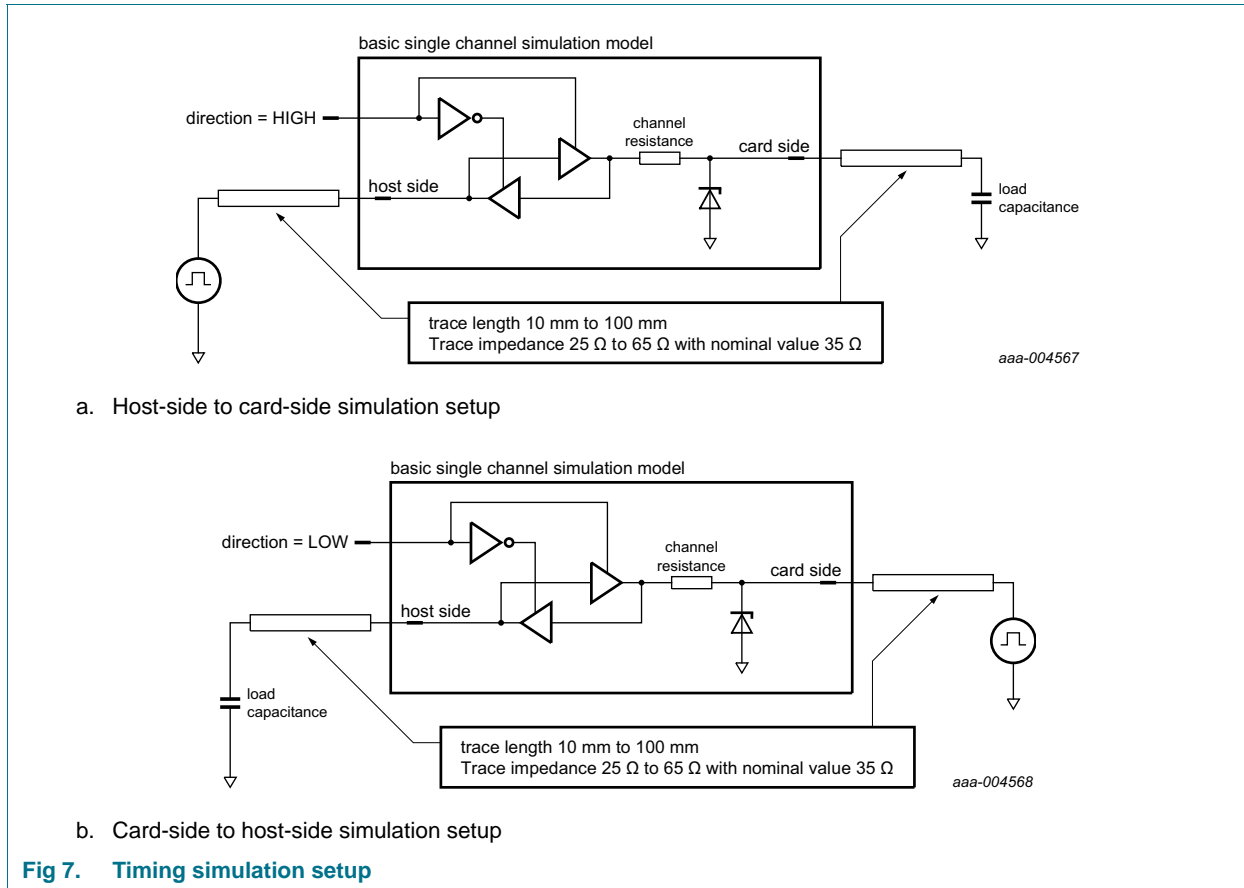 basic single channel simulation model
direction = HIGH
channel
resistance
card side
host side
load
capacitance
trace length 10 mm to 100 mm
Trace impedance 25 Ω to 65 Ω with nominal value 35 Ω
aaa-004567
a. Host-side to card-side simulation setup
basic single channel simulation model
direction = LOW
channel
resistance
card side
host side
load
capacitance
trace length 10 mm to 100 mm
Trace impedance 25 Ω to 65 Ω with nominal value 35 Ω
aaa-004568
b. Card-side to host-side simulation setup
Fig 7. Timing simulation setup